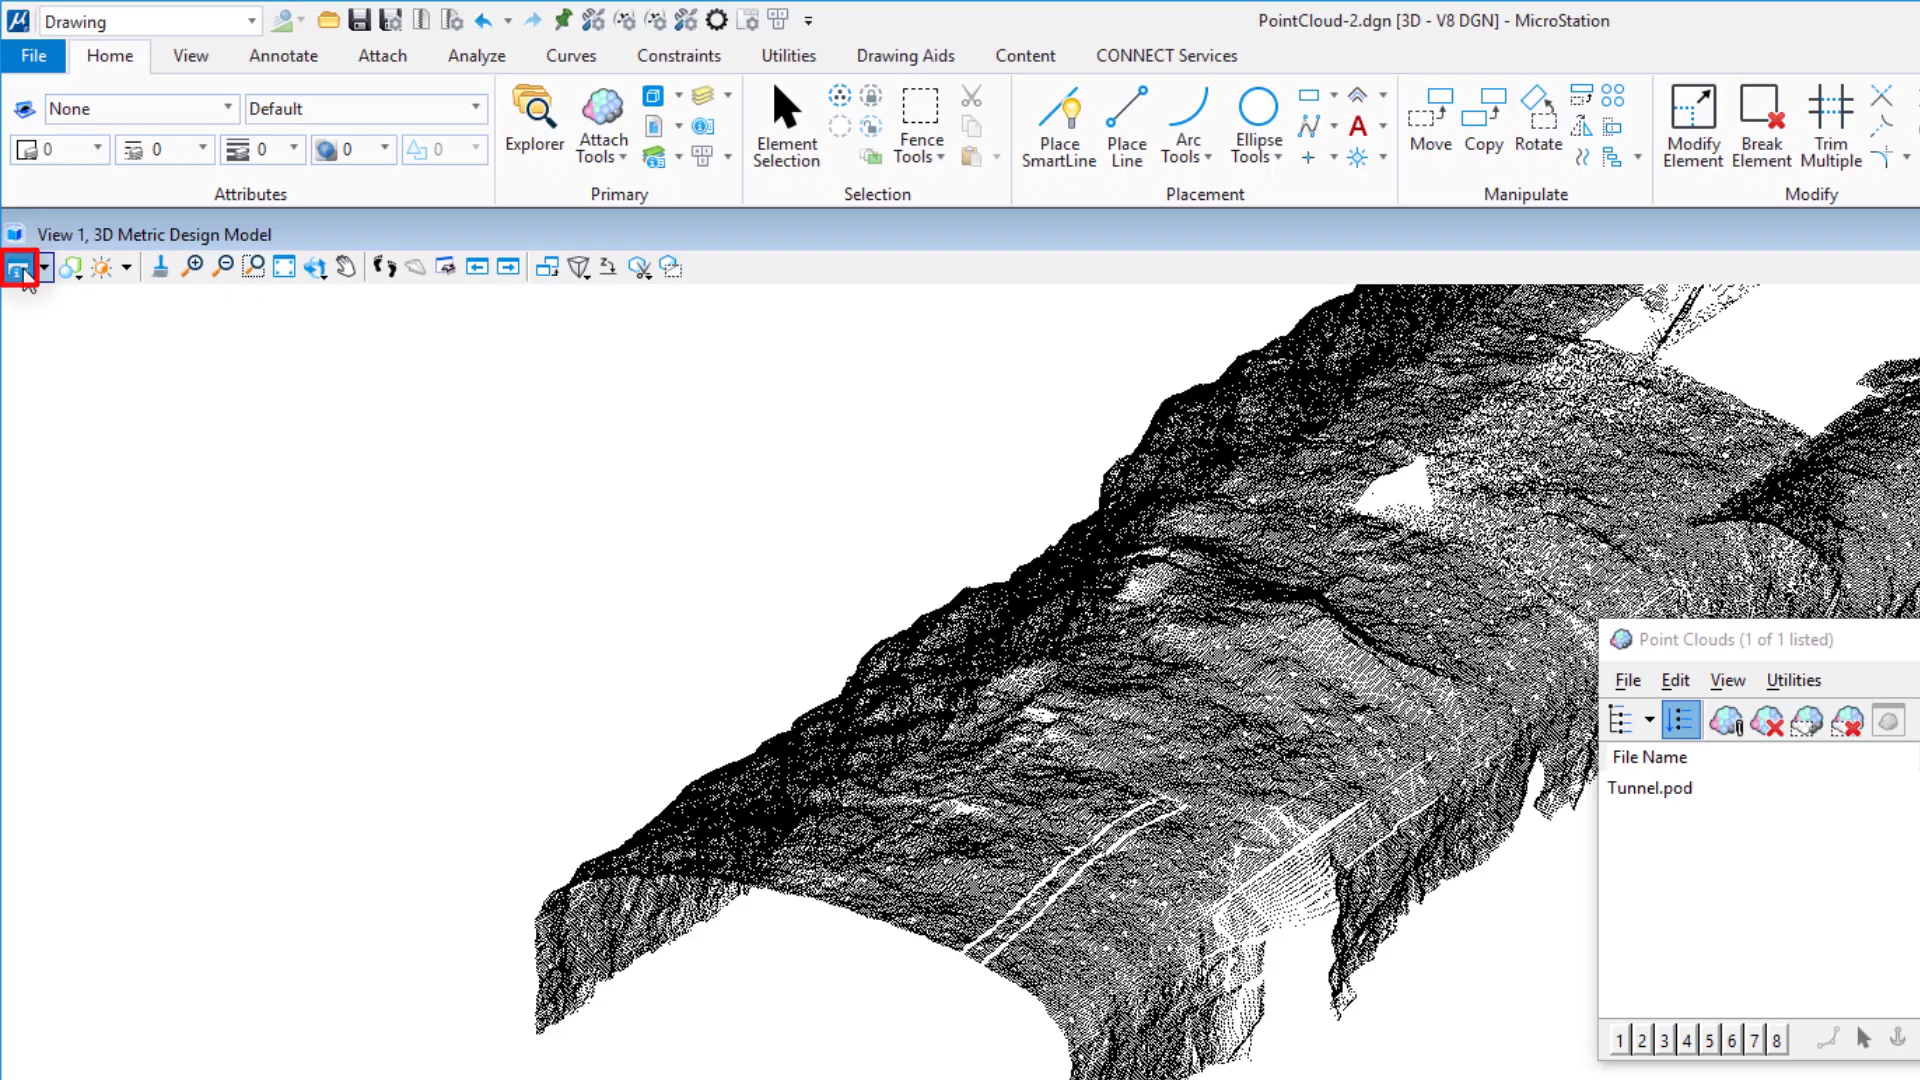 Drawing
PointCloud-2.dgn [3D - V8 DGN] - MicroStation
File Home View Annotate Attach Analyze Curves Constraints Utilities Drawing Aids Content CONNECT Services
None Default
0 0 0 0 0
Explorer
Attach Tools
Element Selection
Fence Tools
Place SmartLine
Place Line
Arc Tools
Ellipse Tools
Move
Copy
Rotate
Modify Element
Break Element
Trim Multiple
Attributes Primary Selection Placement Manipulate Modify
View 1, 3D Metric Design Model
Point Clouds (1 of 1 listed)
File Edit View Utilities
File Name
Tunnel.pod
1 2 3 4 5 6 7 8